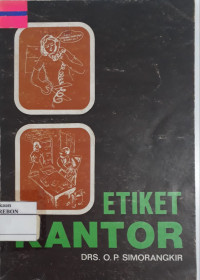 ETIKET
KANTOR
DRS. O. P. SIMORANGKIR